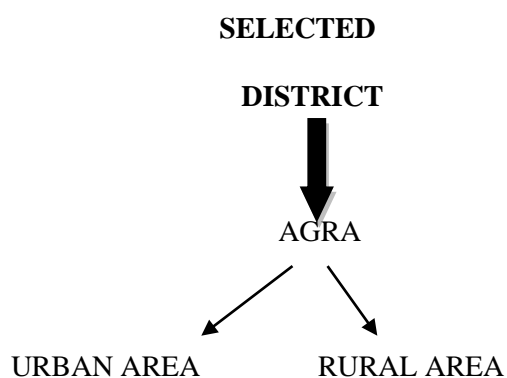 SELECTED
DISTRICT
AGRA
URBAN AREA
RURAL AREA